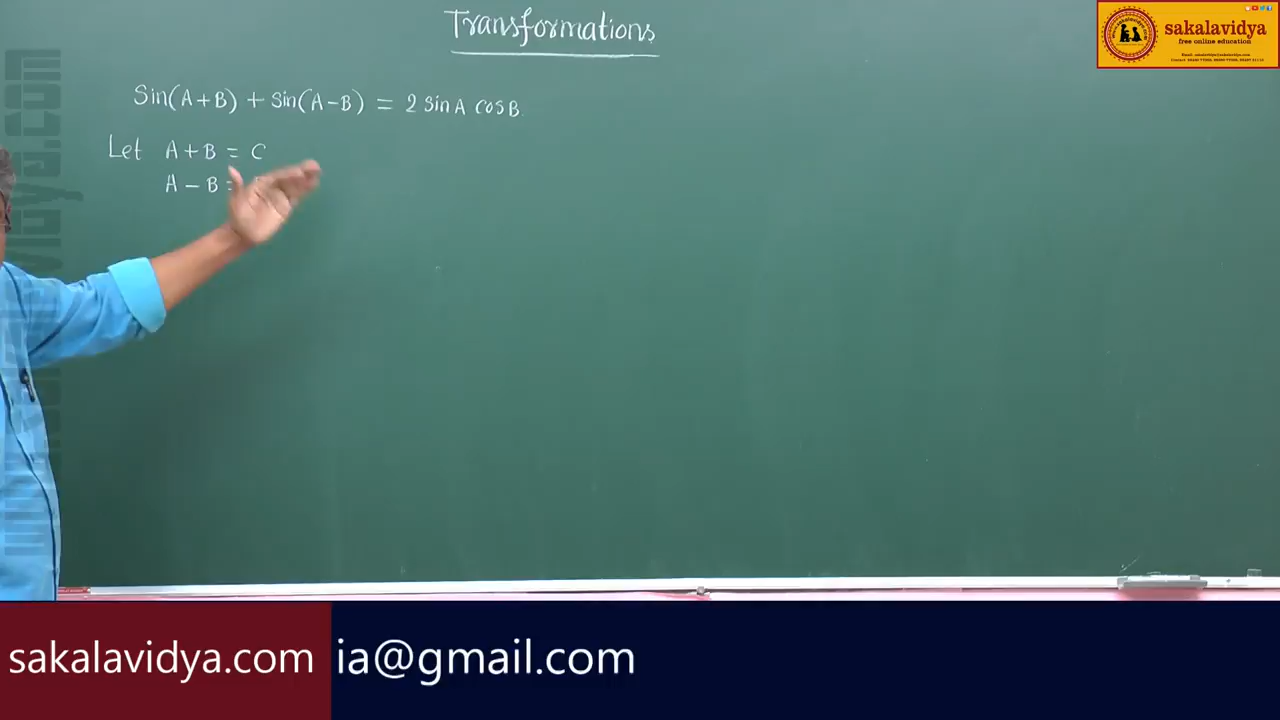 Transformations
sakalavidya
free online education
Sin(A+B) + Sin(A-B) = 2 Sin A cos B.
Let A+B = C
A-B =
sakalavidya.com
ia@gmail.com